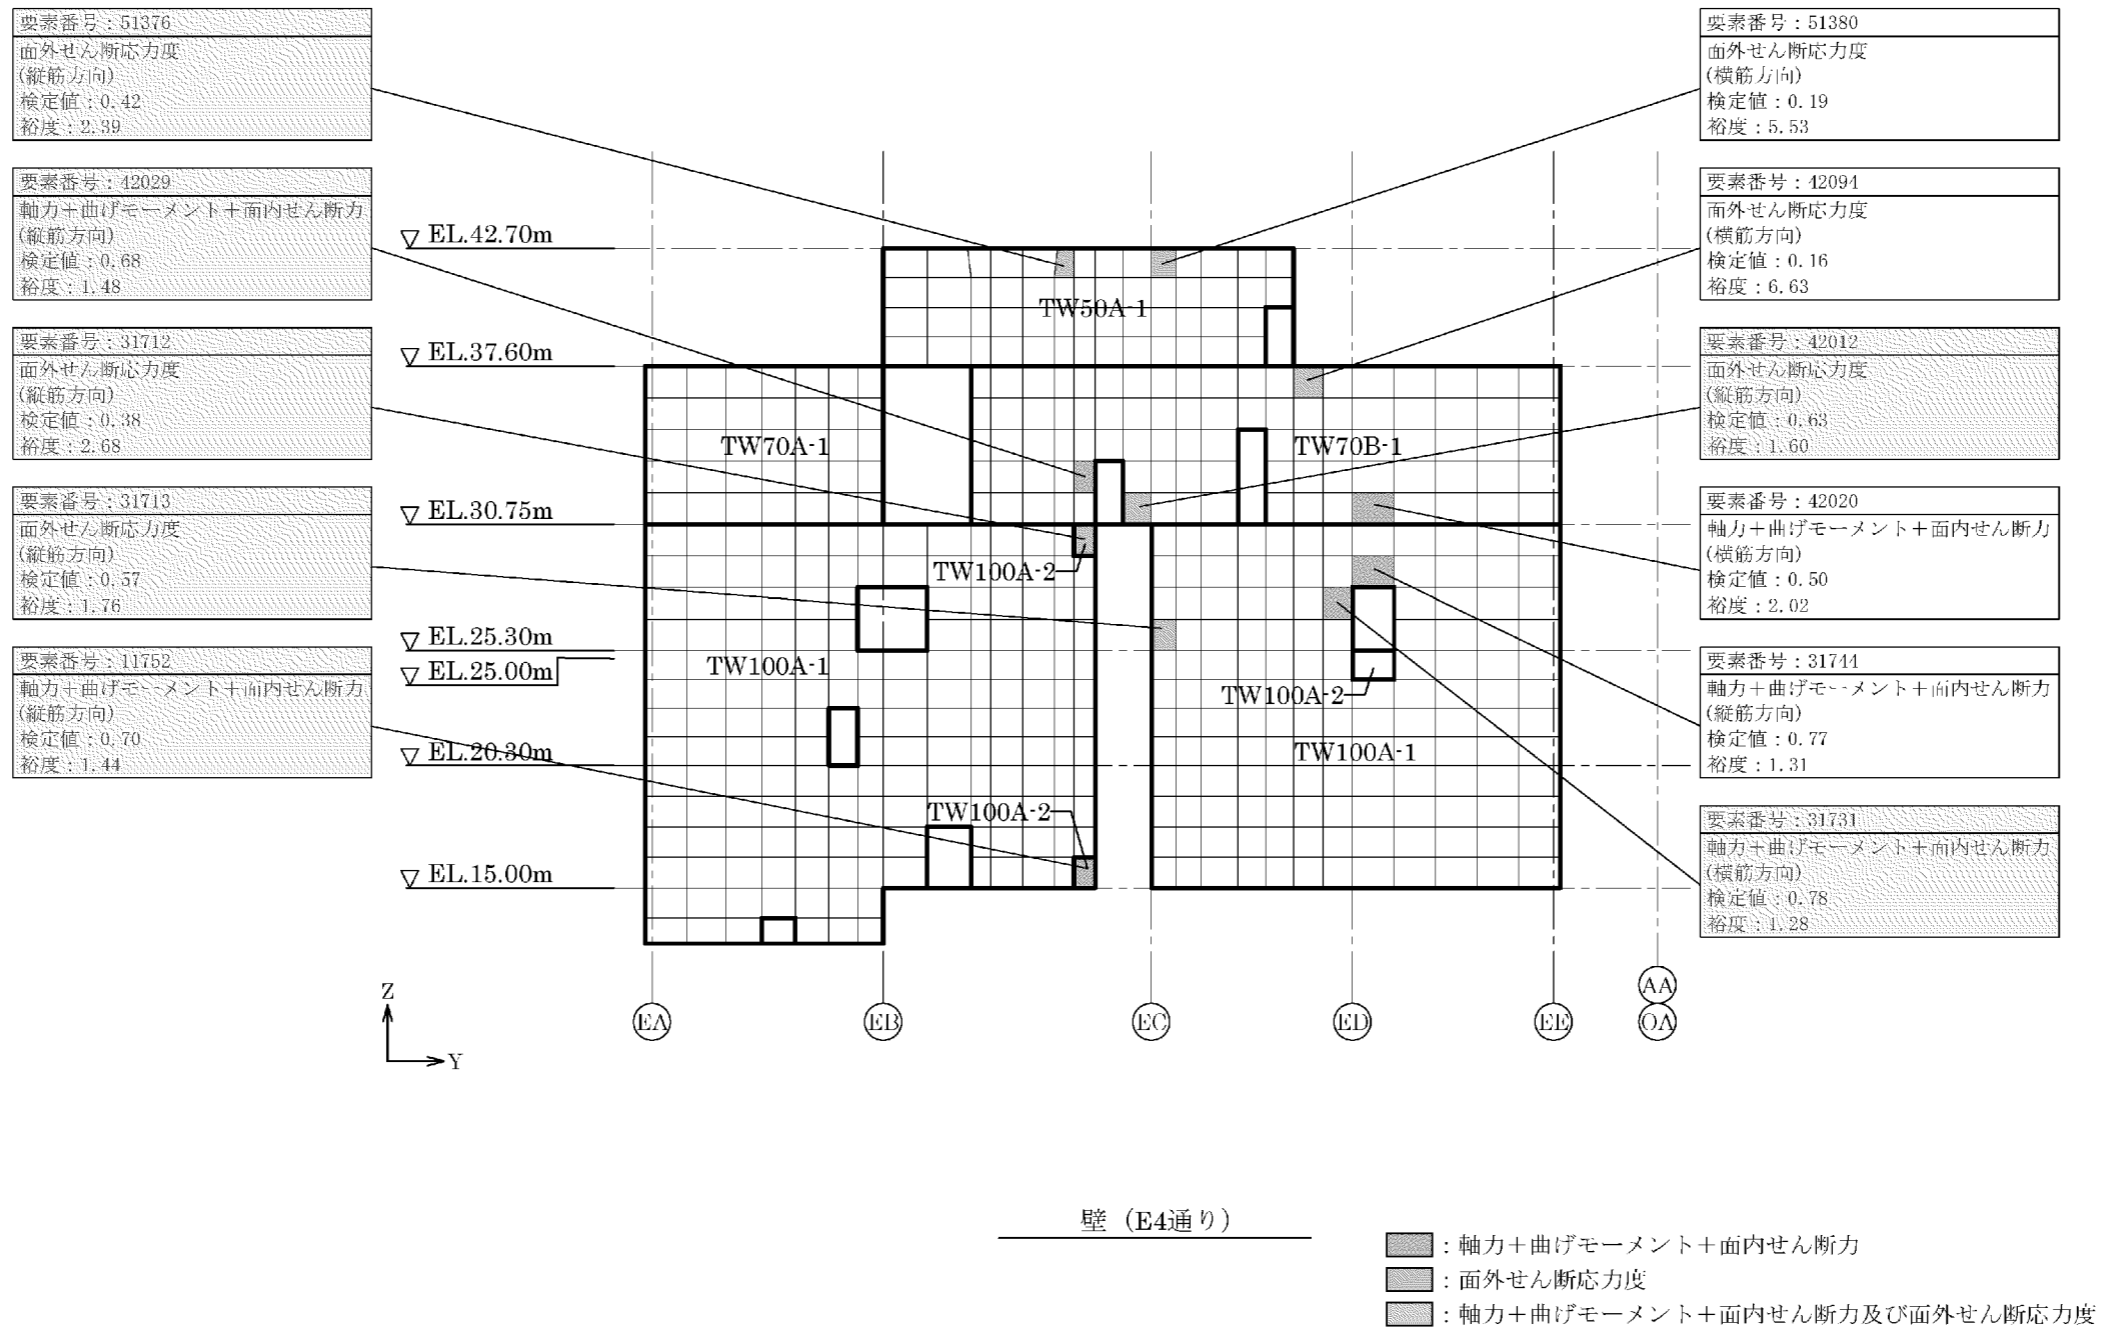 要素番号：51376
面外せん断応力度
(縦筋方向)
検定値：0.42
裕度：2.39
要素番号：42029
軸力＋曲げモーメント＋面内せん断力
(縦筋方向)
検定値：0.68
裕度：1.48
要素番号：31712
面外せん断応力度
(縦筋方向)
検定値：0.38
裕度：2.68
要素番号：31713
面外せん断応力度
(縦筋方向)
検定値：0.57
裕度：1.76
要素番号：11752
軸力＋曲げモーメント＋面内せん断力
(縦筋方向)
検定値：0.70
裕度：1.44
EL.42.70m
EL.37.60m
EL.30.75m
EL.25.30m
EL.25.00m
EL.20.30m
EL.15.00m
TW50A-1
TW70A-1
TW70B-1
TW100A-2
TW100A-1
TW100A-2
TW100A-1
TW100A-2
要素番号：51380
面外せん断応力度
(横筋方向)
検定値：0.19
裕度：5.53
要素番号：42094
面外せん断応力度
(横筋方向)
検定値：0.16
裕度：6.63
要素番号：42012
面外せん断応力度
(縦筋方向)
検定値：0.63
裕度：1.60
要素番号：42020
軸力＋曲げモーメント＋面内せん断力
(横筋方向)
検定値：0.50
裕度：2.02
要素番号：31744
軸力＋曲げモーメント＋面内せん断力
(縦筋方向)
検定値：0.77
裕度：1.31
要素番号：31731
軸力＋曲げモーメント＋面内せん断力
(横筋方向)
検定値：0.78
裕度：1.28
EA
EB
EC
ED
EE
AA
OA
Z
Y
壁（E4通り）
：軸力＋曲げモーメント＋面内せん断力
：面外せん断応力度
：軸力＋曲げモーメント＋面内せん断力及び面外せん断応力度